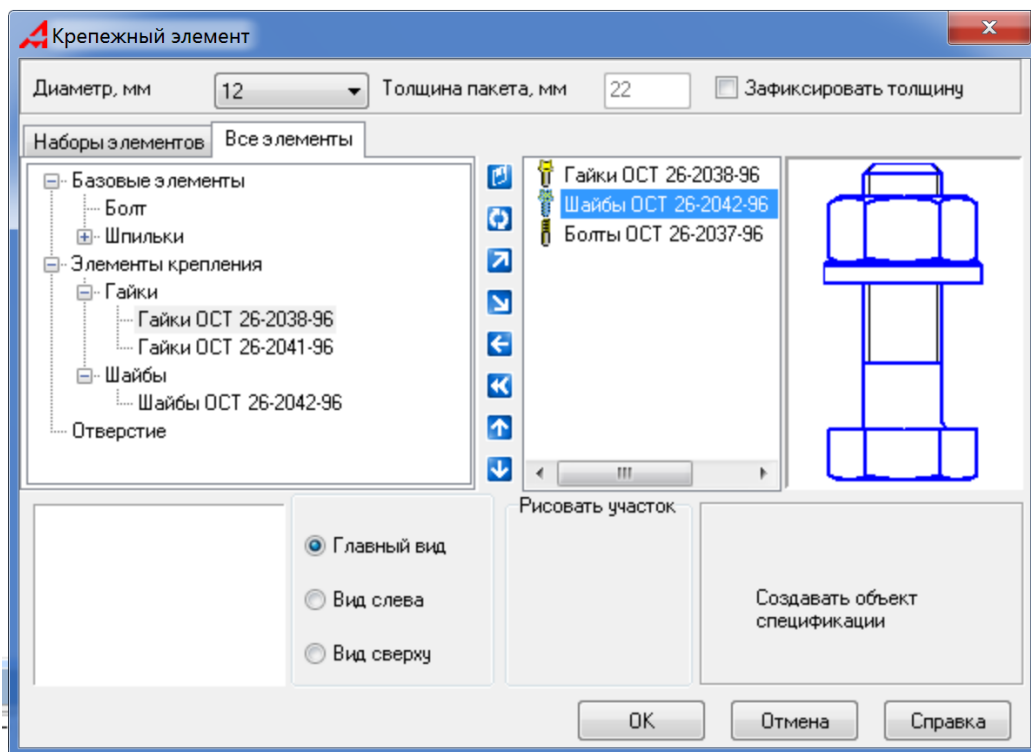 Крепежный элемент
Диаметр, мм
12
Толщина пакета, мм
22
Зафиксировать толщину
Наборы элементов
Все элементы
Базовые элементы
Болт
Шпильки
Элементы крепления
Гайки
Гайки ОСТ 26-2038-96
Гайки ОСТ 26-2041-96
Шайбы
Шайбы ОСТ 26-2042-96
Отверстие
Гайки ОСТ 26-2038-96
Шайбы ОСТ 26-2042-96
Болты ОСТ 26-2037-96
Главный вид
Вид слева
Вид сверху
Рисовать участок
Создавать объект
спецификации
OK
Отмена
Справка